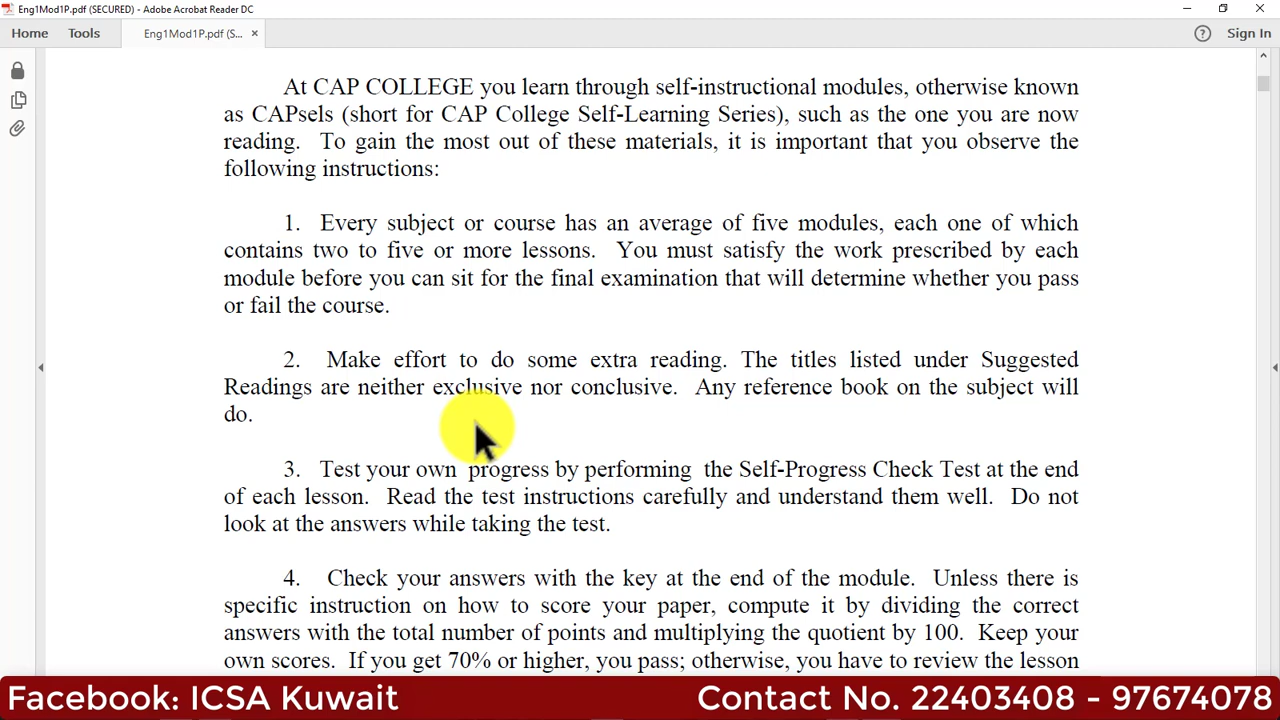 Eng1Mod1P.pdf (SECURED) - Adobe Acrobat Reader DC
Home Tools Eng1Mod1P.pdf (S... × ? Sign In
At CAP COLLEGE you learn through self-instructional modules, otherwise known
as CAPsels (short for CAP College Self-Learning Series), such as the one you are now
reading. To gain the most out of these materials, it is important that you observe the
following instructions:
1. Every subject or course has an average of five modules, each one of which
contains two to five or more lessons. You must satisfy the work prescribed by each
module before you can sit for the final examination that will determine whether you pass
or fail the course.
2. Make effort to do some extra reading. The titles listed under Suggested
Readings are neither exclusive nor conclusive. Any reference book on the subject will
do.
3. Test your own progress by performing the Self-Progress Check Test at the end
of each lesson. Read the test instructions carefully and understand them well. Do not
look at the answers while taking the test.
4. Check your answers with the key at the end of the module. Unless there is
specific instruction on how to score your paper, compute it by dividing the correct
answers with the total number of points and multiplying the quotient by 100. Keep your
own scores. If you get 70% or higher, you pass; otherwise, you have to review the lesson
Facebook: ICSA Kuwait Contact No. 22403408 - 97674078